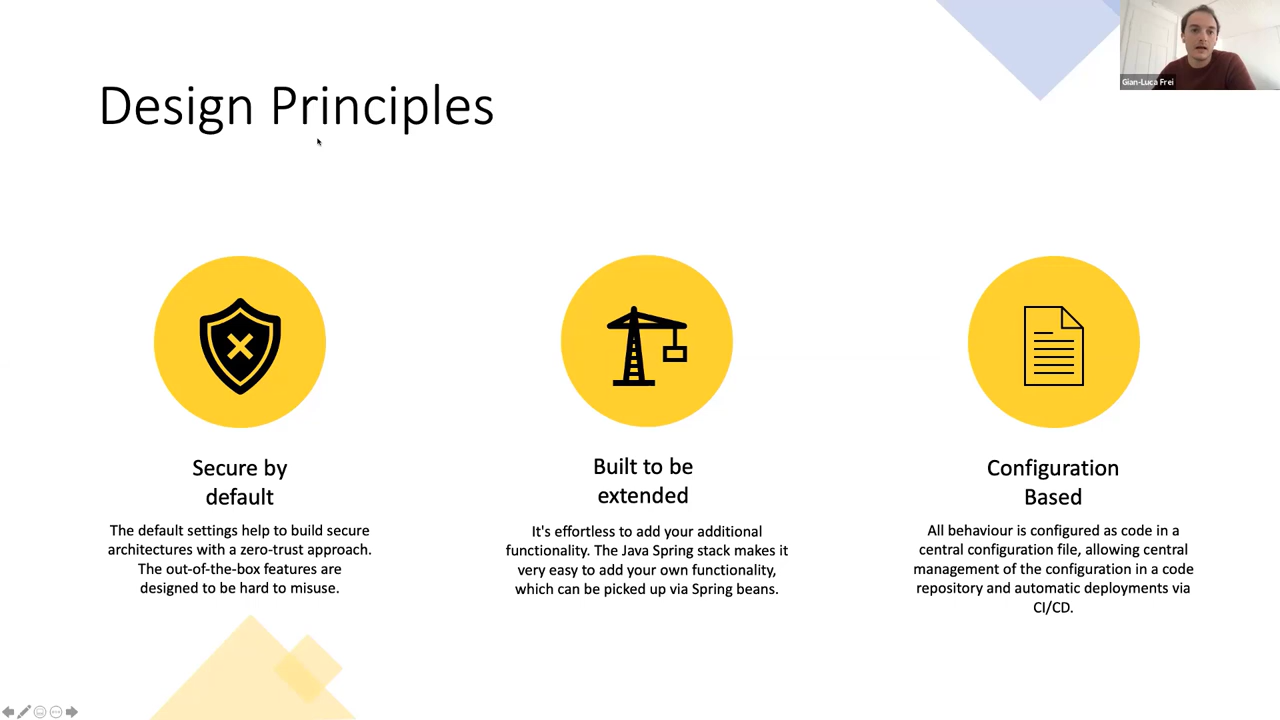 Design Principles
Gian-Luca Frei
Secure by
default
The default settings help to build secure
architectures with a zero-trust approach.
The out-of-the-box features are
designed to be hard to misuse.
Built to be
extended
It's effortless to add your additional
functionality. The Java Spring stack makes it
very easy to add your own functionality,
which can be picked up via Spring beans.
Configuration
Based
All behaviour is configured as code in a
central configuration file, allowing central
management of the configuration in a code
repository and automatic deployments via
CI/CD.